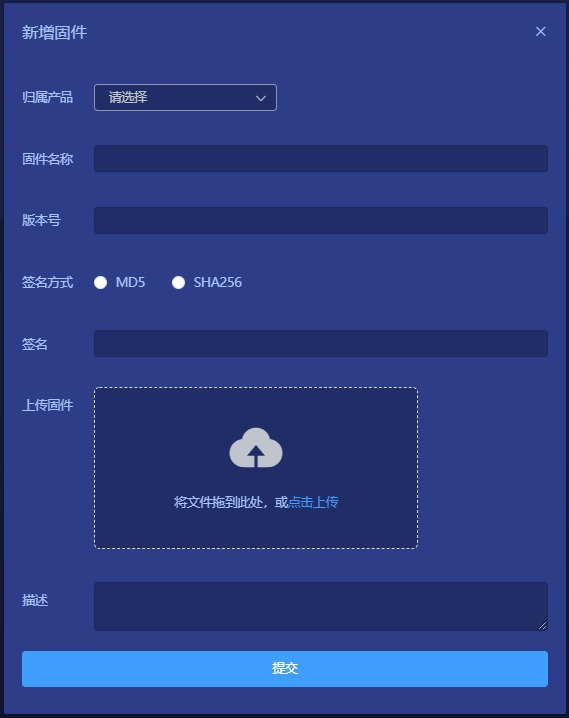 新增固件
归属产品 请选择
固件名称
版本号
签名方式 MD5 SHA256
签名
上传固件
将文件拖到此处，或点击上传
描述
提交